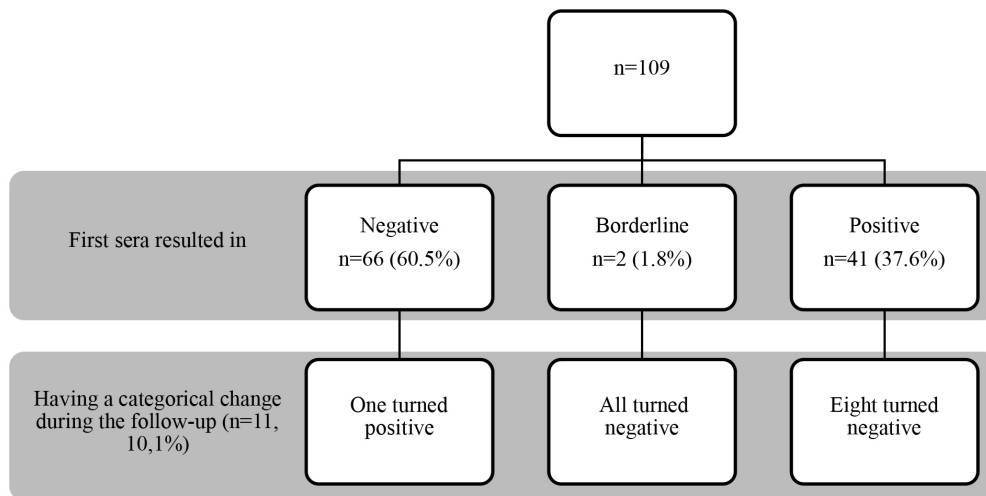 n=109
First sera resulted in
Negative
n=66 (60.5%)
Borderline
n=2 (1.8%)
Positive
n=41 (37.6%)
Having a categorical change
during the follow-up (n=11,
10,1%)
One turned
positive
All turned
negative
Eight turned
negative